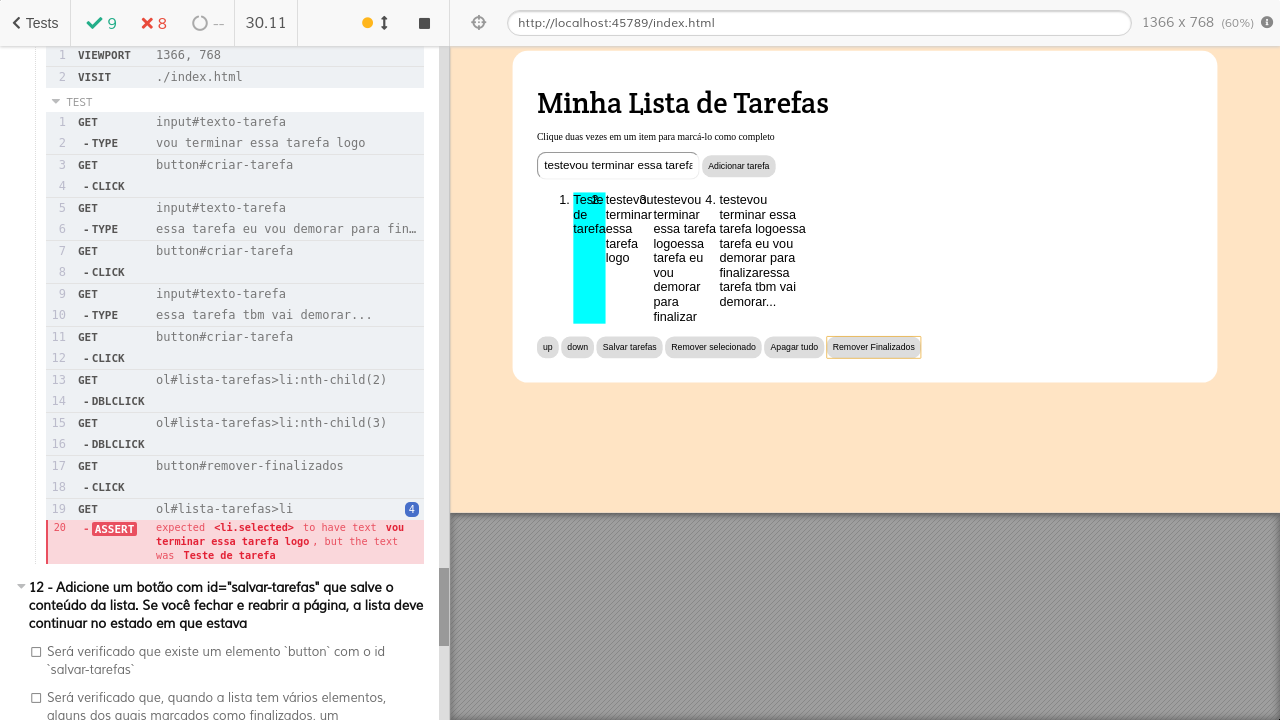 Tests
9
8
--
30.11
http://localhost:45789/index.html
1366 x 768 (60%)
1 VIEWPORT 1366, 768
2 VISIT ./index.html
TEST
1 GET input#texto-tarefa
2 -TYPE vou terminar essa tarefa logo
3 GET button#criar-tarefa
4 -CLICK
5 GET input#texto-tarefa
6 -TYPE essa tarefa eu vou demorar para fin…
7 GET button#criar-tarefa
8 -CLICK
9 GET input#texto-tarefa
10 -TYPE essa tarefa tbm vai demorar...
11 GET button#criar-tarefa
12 -CLICK
13 GET ol#lista-tarefas>li:nth-child(2)
14 -DBLCLICK
15 GET ol#lista-tarefas>li:nth-child(3)
16 -DBLCLICK
17 GET button#remover-finalizados
18 -CLICK
19 GET ol#lista-tarefas>li 4
20 -ASSERT expected <li.selected> to have text vou
terminar essa tarefa logo, but the text
was Teste de tarefa
12 - Adicione um botão com id="salvar-tarefas" que salve o
conteúdo da lista. Se você fechar e reabrir a página, a lista deve
continuar no estado em que estava
Será verificado que existe um elemento `button` com o id
`salvar-tarefas`
Será verificado que, quando a lista tem vários elementos,
alguns dos quais marcados como finalizados, um
Minha Lista de Tarefas
Clique duas vezes em um item para marcá-lo como completo
testevou terminar essa tarefa
Adicionar tarefa
1. Teste
de
tarefa
2. testevou
terminar
essa
tarefa
logo
3. testevou
terminar
essa tarefa
logoessa
tarefa eu
vou
demorar
para
finalizar
4. testevou
terminar essa
tarefa logoessa
tarefa eu vou
demorar para
finalizaressa
tarefa tbm vai
demorar...
up down Salvar tarefas Remover selecionado Apagar tudo Remover Finalizados